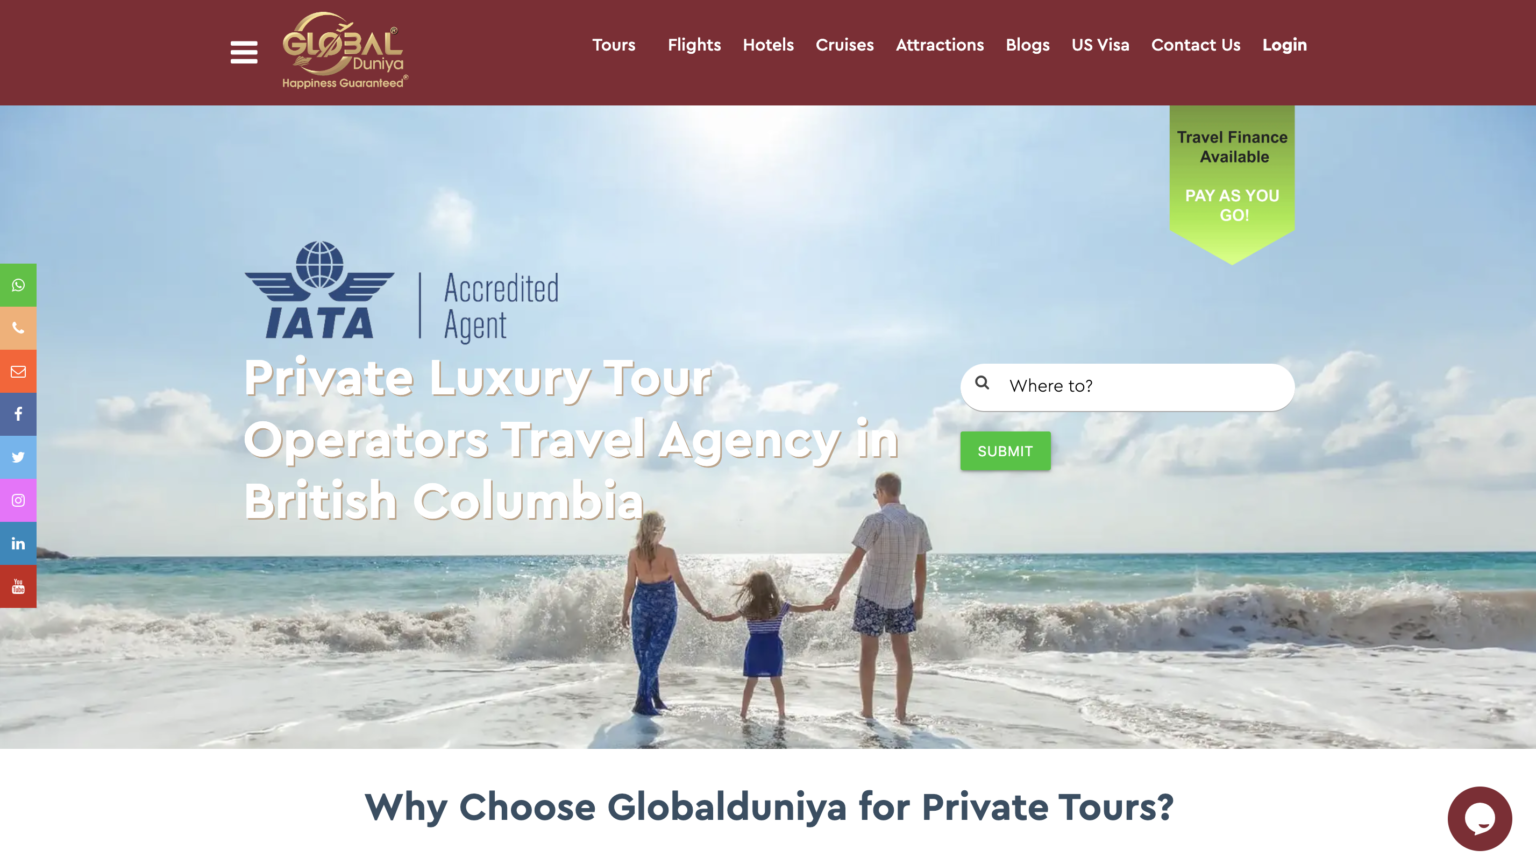 GLOBAL
Duniya
Happiness Guaranteed
Tours
Flights
Hotels
Cruises
Attractions
Blogs
US Visa
Contact Us
Login
Travel Finance
Available
PAY AS YOU
GO!
IATA
Accredited
Agent
Private Luxury Tour
Operators Travel Agency in
British Columbia
Where to?
SUBMIT
You
Tube
Why Choose Globalduniya for Private Tours?